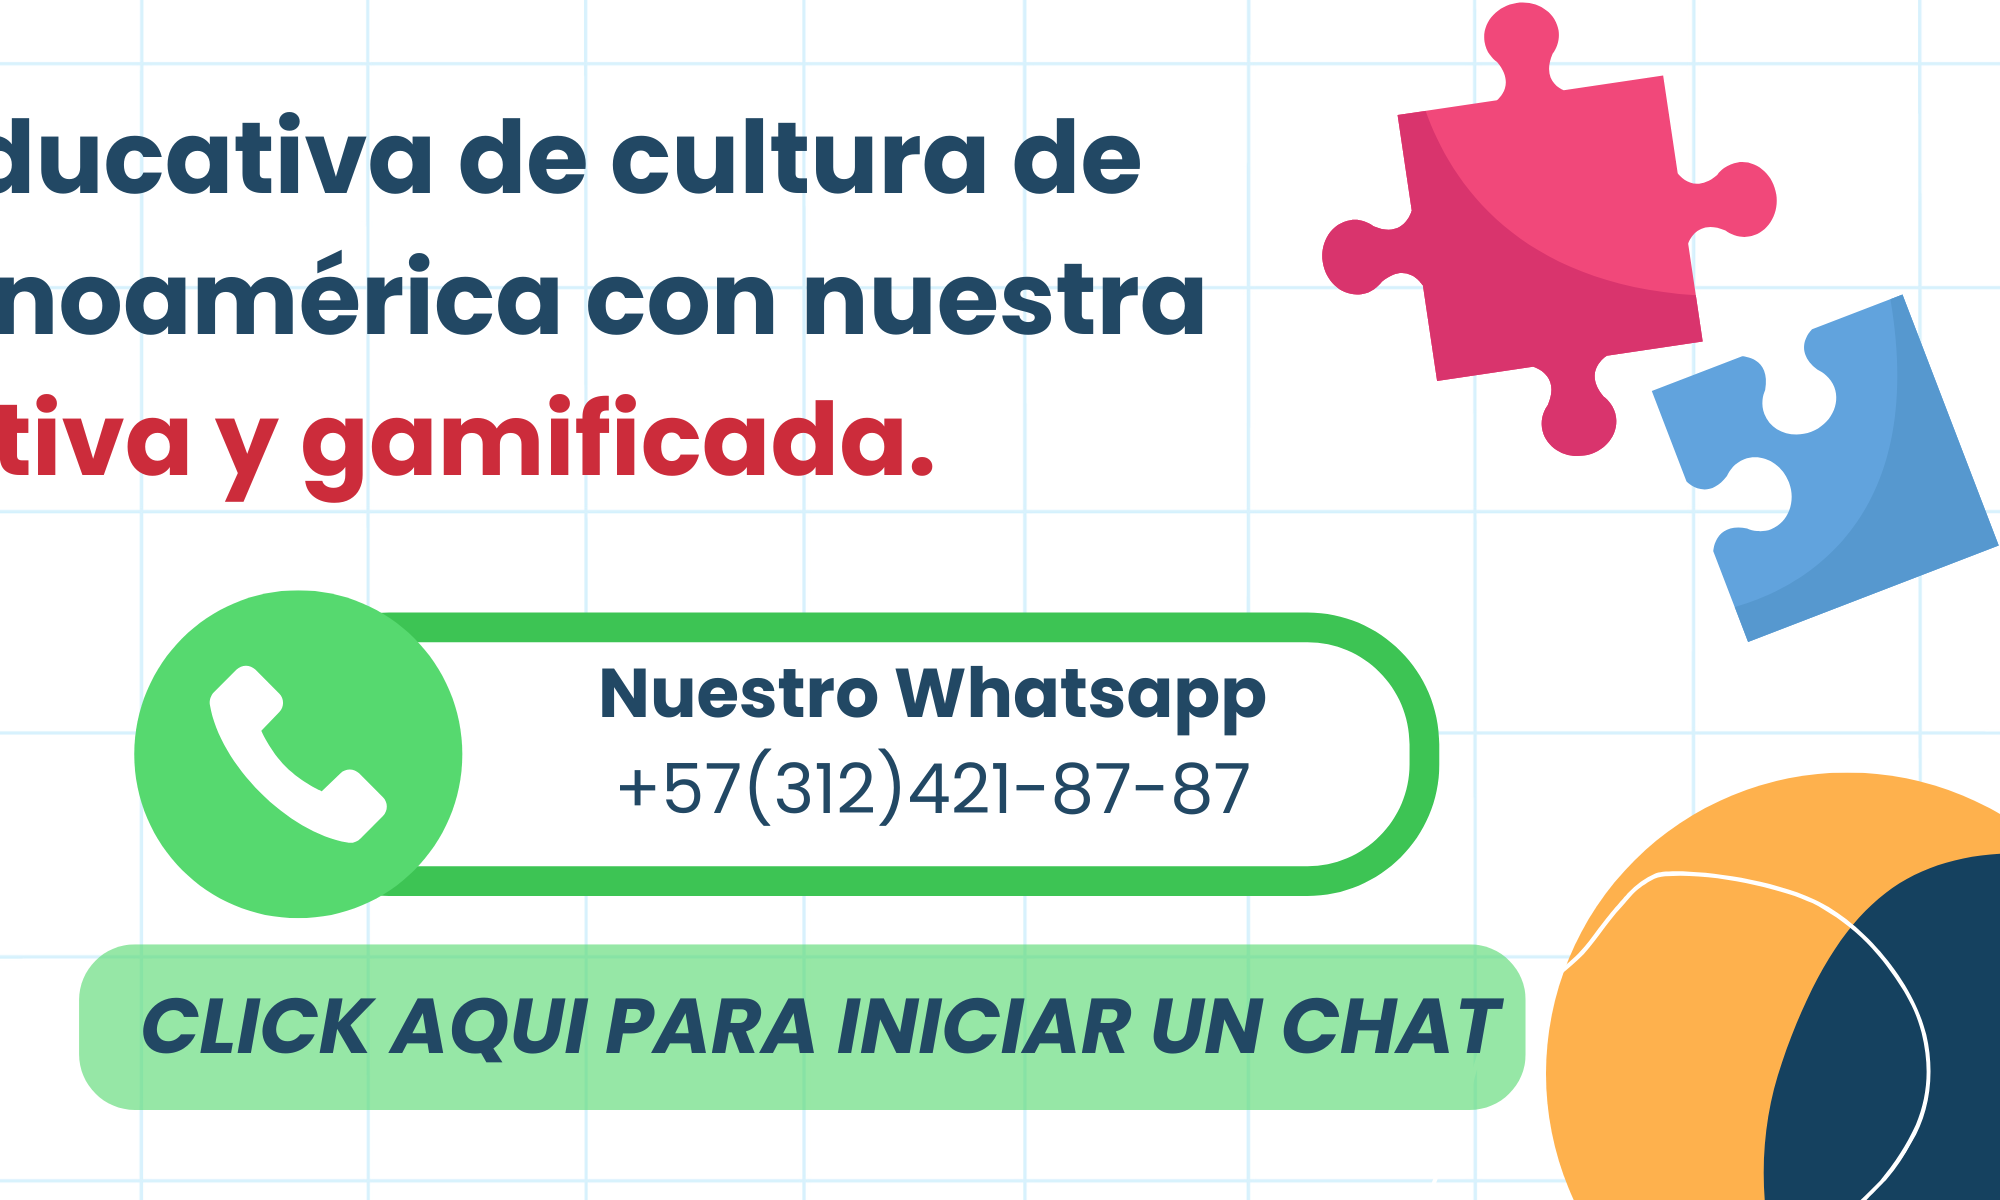 ducativa de cultura de
noamérica con nuestra
tiva y gamificada.
Nuestro Whatsapp
+57(312)421-87-87
CLICK AQUI PARA INICIAR UN CHAT